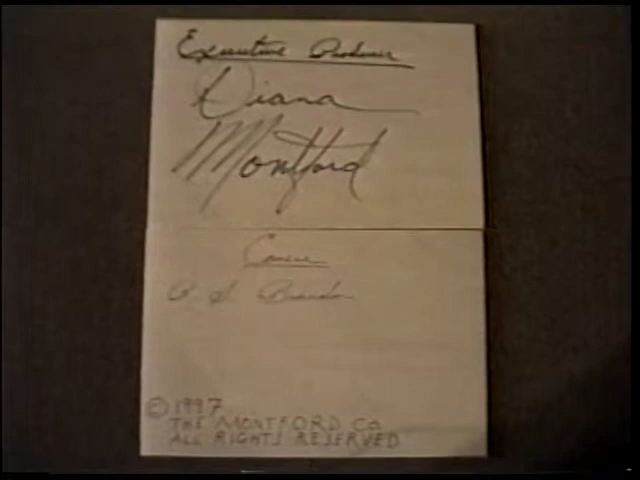 Executive Producer
Diana
Montford
Camera
© 1997
THE MONTFORD Co
ALL RIGHTS RESERVED